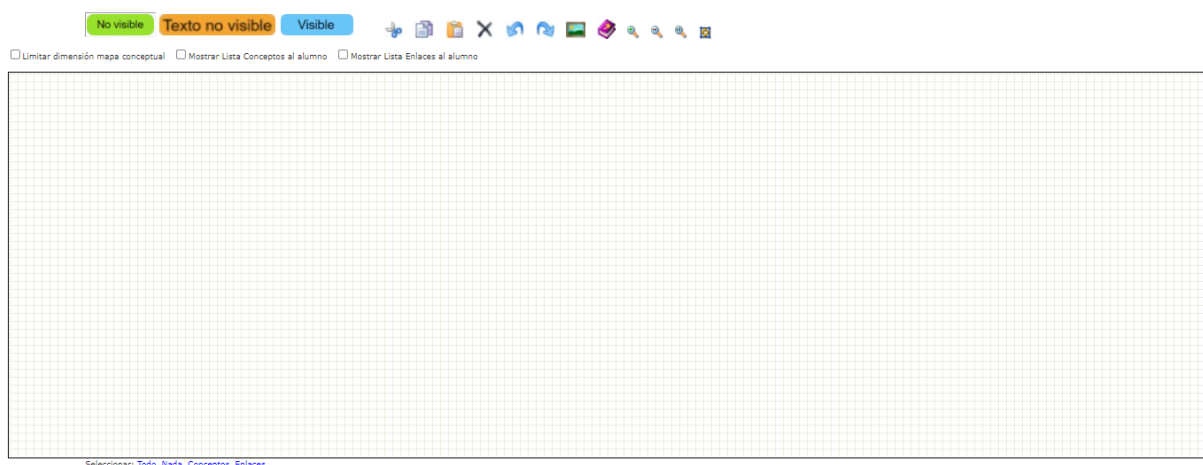 No visible Texto no visible Visible
Limitar dimensión mapa conceptual Mostrar Lista Conceptos al alumno Mostrar Lista Enlaces al alumno
Seleccionar: Todo, Nada, Conceptos, Enlaces